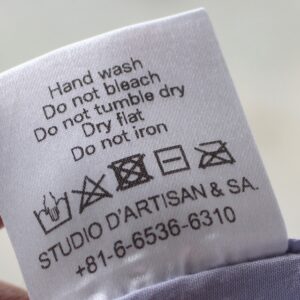 Hand wash
Do not bleach
Do not tumble dry
Dry flat
Do not iron
STUDIO D'ARTISAN & SA.
+81-6-6536-6310